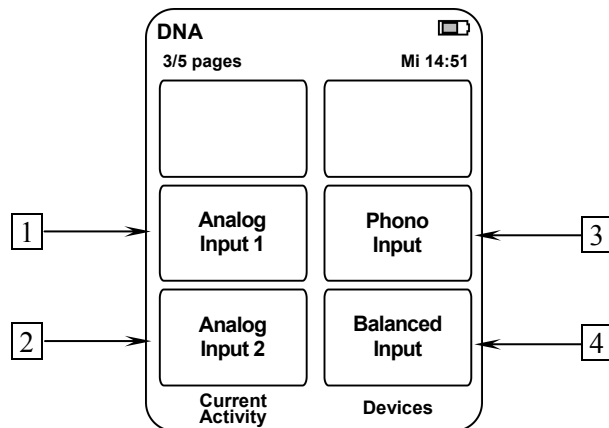 DNA
3/5 pages Mi 14:51
1 Analog Input 1 Phono Input 3
2 Analog Input 2 Balanced Input 4
Current Activity Devices